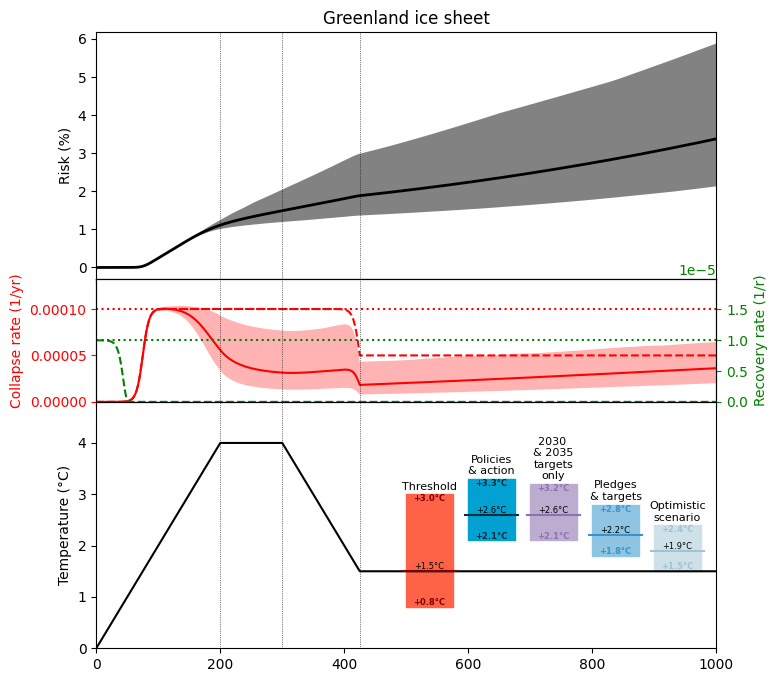 Greenland ice sheet
6
5
4
3
2
1
0
Risk (%)
1e−5
0.00010
0.00005
0.00000
Collapse rate (1/yr)
1.5
1.0
0.5
0.0
Recovery rate (1/r)
4
3
2
1
0
Temperature (°C)
Threshold
+3.0°C
+1.5°C
+0.8°C
Policies
& action
+3.3°C
+2.6°C
+2.1°C
2030
& 2035
targets
only
+3.2°C
+2.6°C
+2.1°C
Pledges
& targets
+2.8°C
+2.2°C
+1.8°C
Optimistic
scenario
+2.4°C
+1.9°C
+1.5°C
0 200 400 600 800 1000